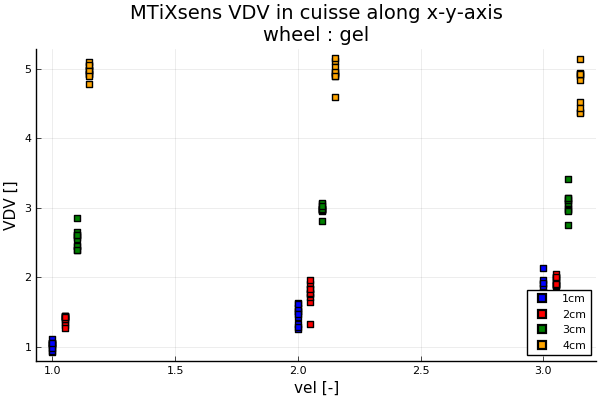 MTiXsens VDV in cuisse along x-y-axis
wheel : gel
5
4
3
2
1
VDV []
1.0 1.5 2.0 2.5 3.0
vel [-]
1cm
2cm
3cm
4cm